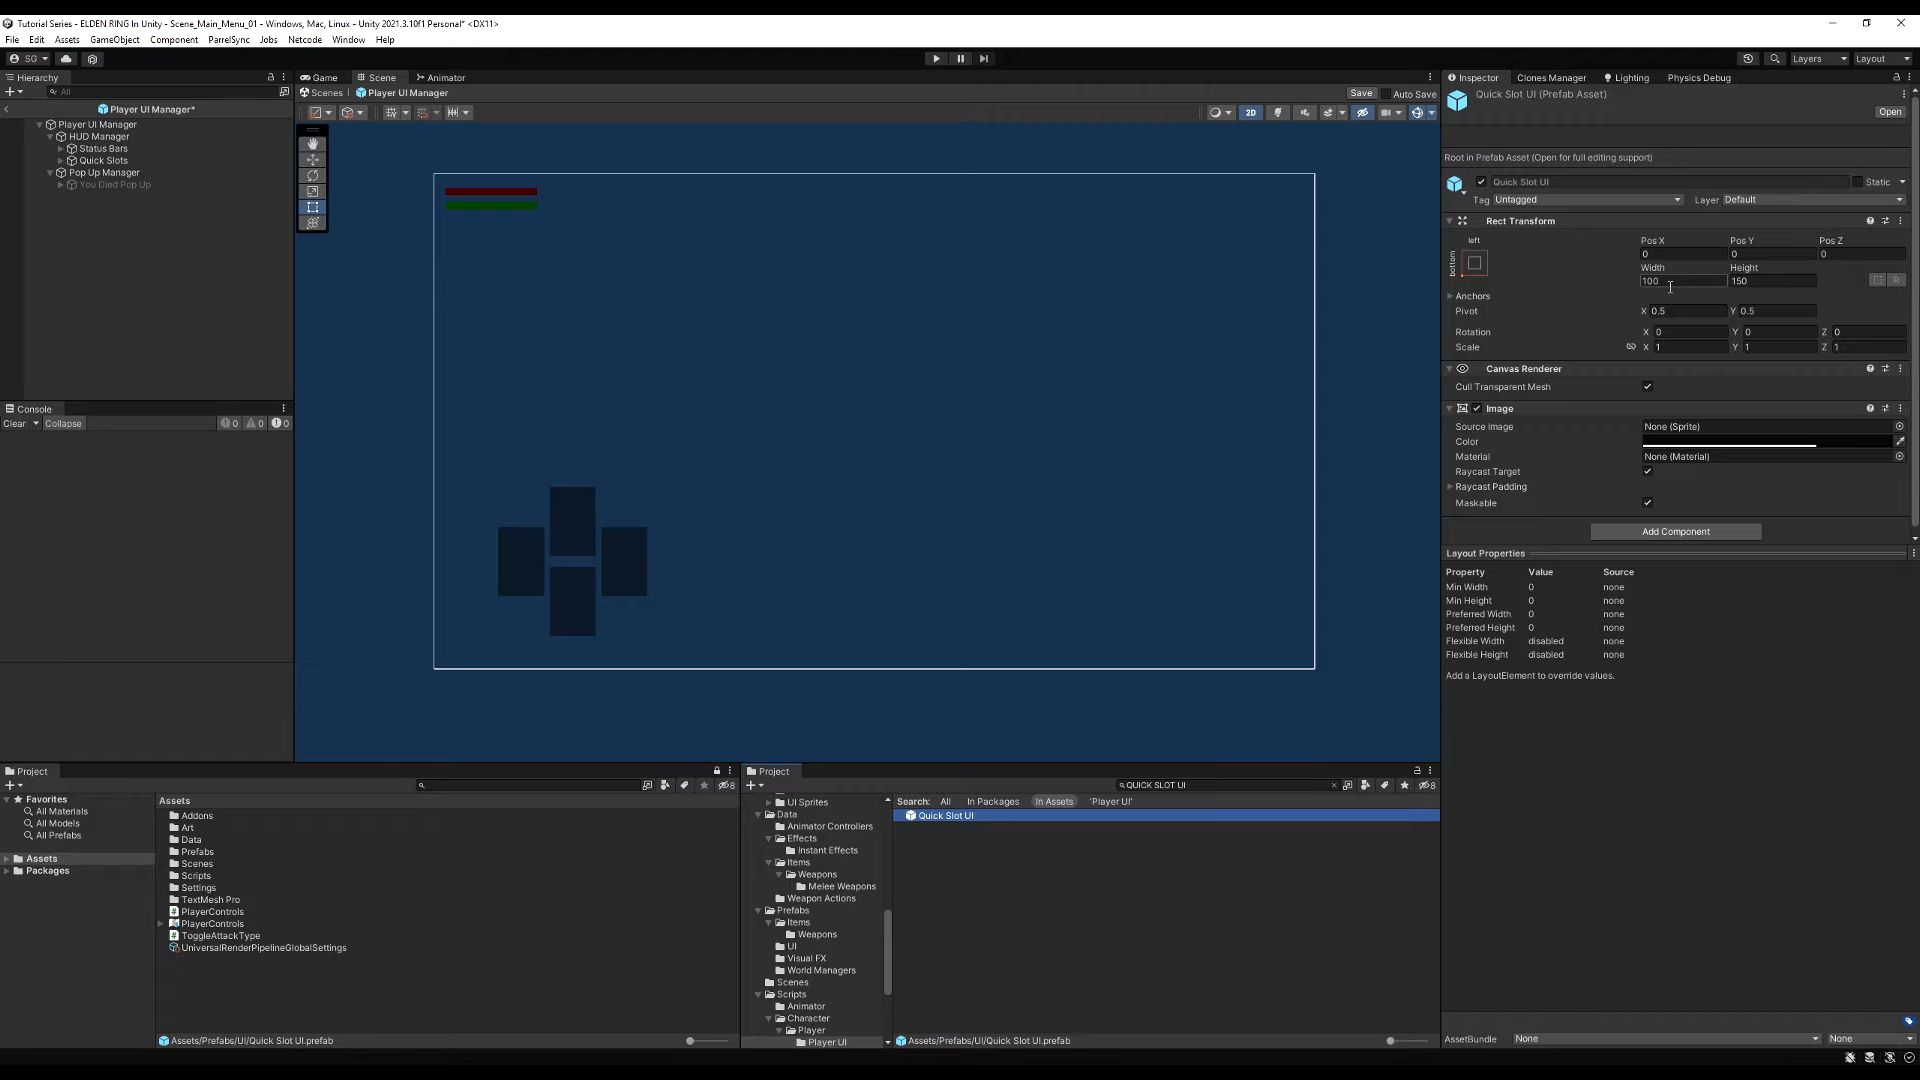 Tutorial Series - ELDEN RING In Unity - Scene_Main_Menu_01 - Windows, Mac, Linux - Unity 2021.3.10f1 Personal* <DX11>
File Edit Assets GameObject Component ParrelSync Jobs Netcode Window Help
SG Layers Layout
Hierarchy
All
Player UI Manager*
Player UI Manager
HUD Manager
Status Bars
Quick Slots
Pop Up Manager
You Died Pop Up
Console
Clear Collapse 0 0 0
Game Scene Animator
Scenes Player UI Manager Save Auto Save
2D
Inspector Clones Manager Lighting Physics Debug
Quick Slot UI (Prefab Asset)
Open
Root in Prefab Asset (Open for full editing support)
Quick Slot UI Static
Tag Untagged Layer Default
Rect Transform
left Pos X Pos Y Pos Z
bottom 0 0 0
Width Height
100 150 R
Anchors
Pivot X 0.5 Y 0.5
Rotation X 0 Y 0 Z 0
Scale X 1 Y 1 Z 1
Canvas Renderer
Cull Transparent Mesh
Image
Source Image None (Sprite)
Color
Material None (Material)
Raycast Target
Raycast Padding
Maskable
Add Component
Layout Properties
Property Value Source
Min Width 0 none
Min Height 0 none
Preferred Width 0 none
Preferred Height 0 none
Flexible Width disabled none
Flexible Height disabled none
Add a LayoutElement to override values.
AssetBundle None None
Project
8
Favorites
All Materials
All Models
All Prefabs
Assets
Packages
Assets
Addons
Art
Data
Prefabs
Scenes
Scripts
Settings
TextMesh Pro
PlayerControls
PlayerControls
ToggleAttackType
UniversalRenderPipelineGlobalSettings
Assets/Prefabs/UI/Quick Slot UI.prefab
Project
QUICK SLOT UI 8
UI Sprites
Data
Animator Controllers
Effects
Instant Effects
Items
Weapons
Melee Weapons
Weapon Actions
Prefabs
Items
Weapons
UI
Visual FX
World Managers
Scenes
Scripts
Animator
Character
Player
Player UI
Search: All In Packages In Assets 'Player UI'
Quick Slot UI
Assets/Prefabs/UI/Quick Slot UI.prefab